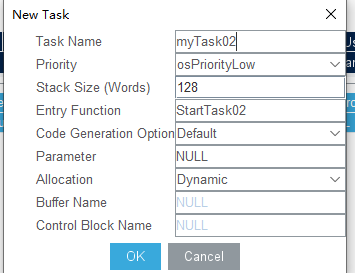 New Task
Task Name myTask02
Priority osPriorityLow
Stack Size (Words) 128
Entry Function StartTask02
Code Generation Option Default
Parameter NULL
Allocation Dynamic
Buffer Name NULL
Control Block Name NULL
OK Cancel